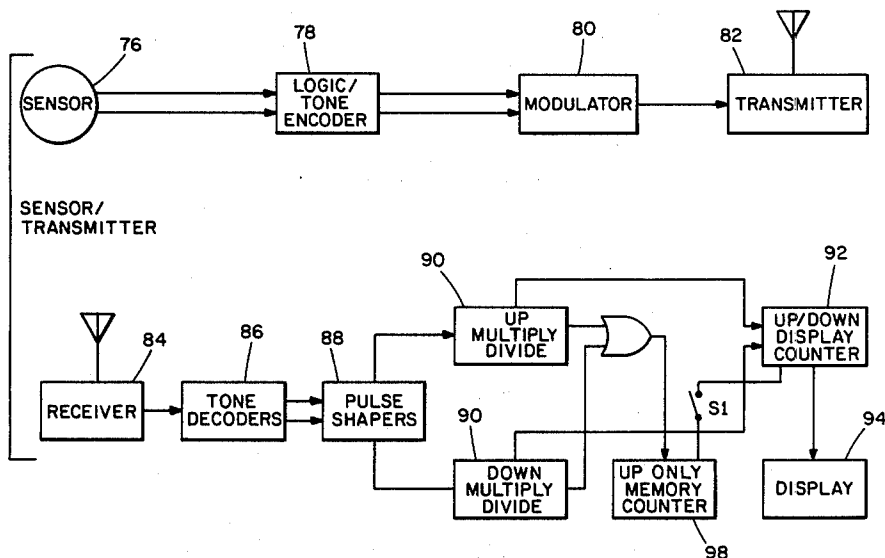 76
78
80
82
SENSOR
LOGIC/
TONE
ENCODER
MODULATOR
TRANSMITTER
SENSOR/
TRANSMITTER
84
86
88
90
92
RECEIVER
TONE
DECODERS
PULSE
SHAPERS
UP
MULTIPLY
DIVIDE
UP/DOWN
DISPLAY
COUNTER
S1
90
94
DOWN
MULTIPLY
DIVIDE
UP ONLY
MEMORY
COUNTER
DISPLAY
98